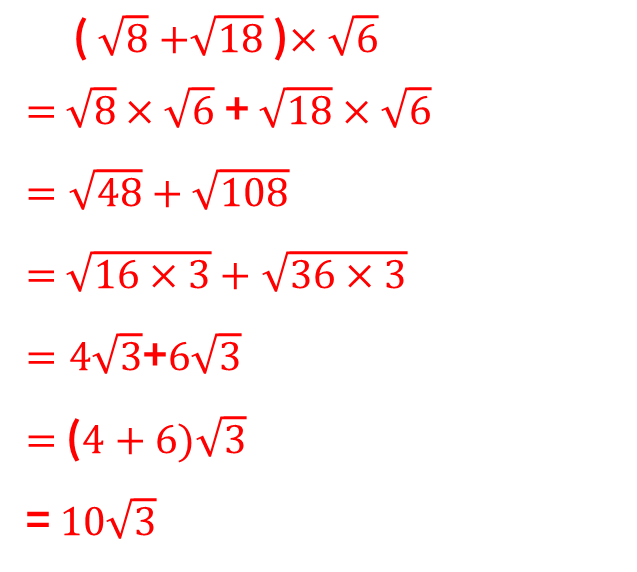 (√8 + √18) × √6
= √8 × √6 + √18 × √6
= √48 + √108
= √(16 × 3) + √(36 × 3)
= 4√3 + 6√3
= (4 + 6)√3
= 10√3